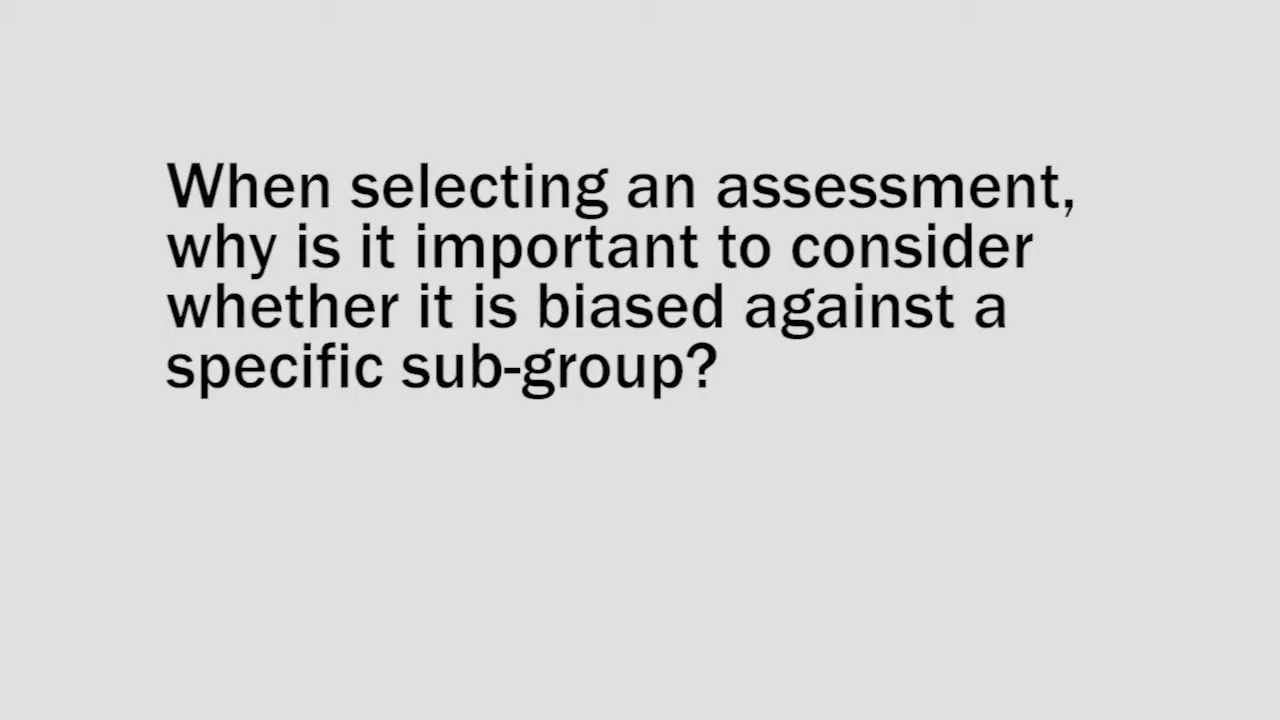 When selecting an assessment,
why is it important to consider
whether it is biased against a
specific sub-group?